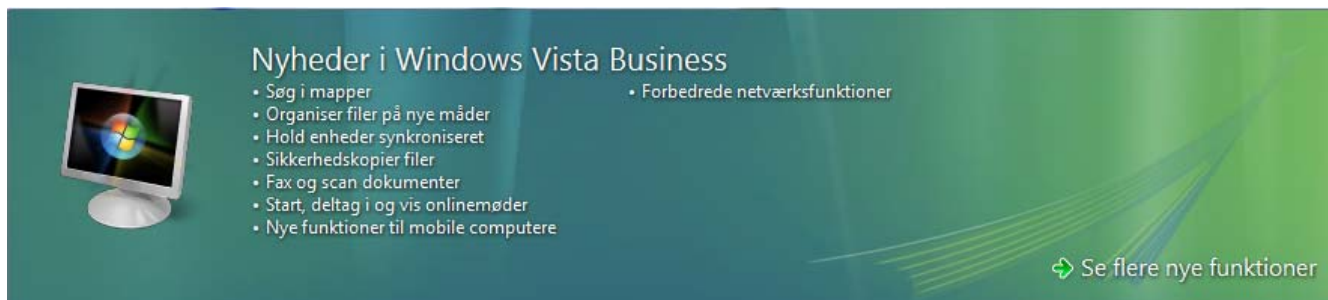 Nyheder i Windows Vista Business
• Søg i mapper
• Organiser filer på nye måder
• Hold enheder synkroniseret
• Sikkerhedskopier filer
• Fax og scan dokumenter
• Start, deltag i og vis onlinemøder
• Nye funktioner til mobile computere
• Forbedrede netværksfunktioner
Se flere nye funktioner